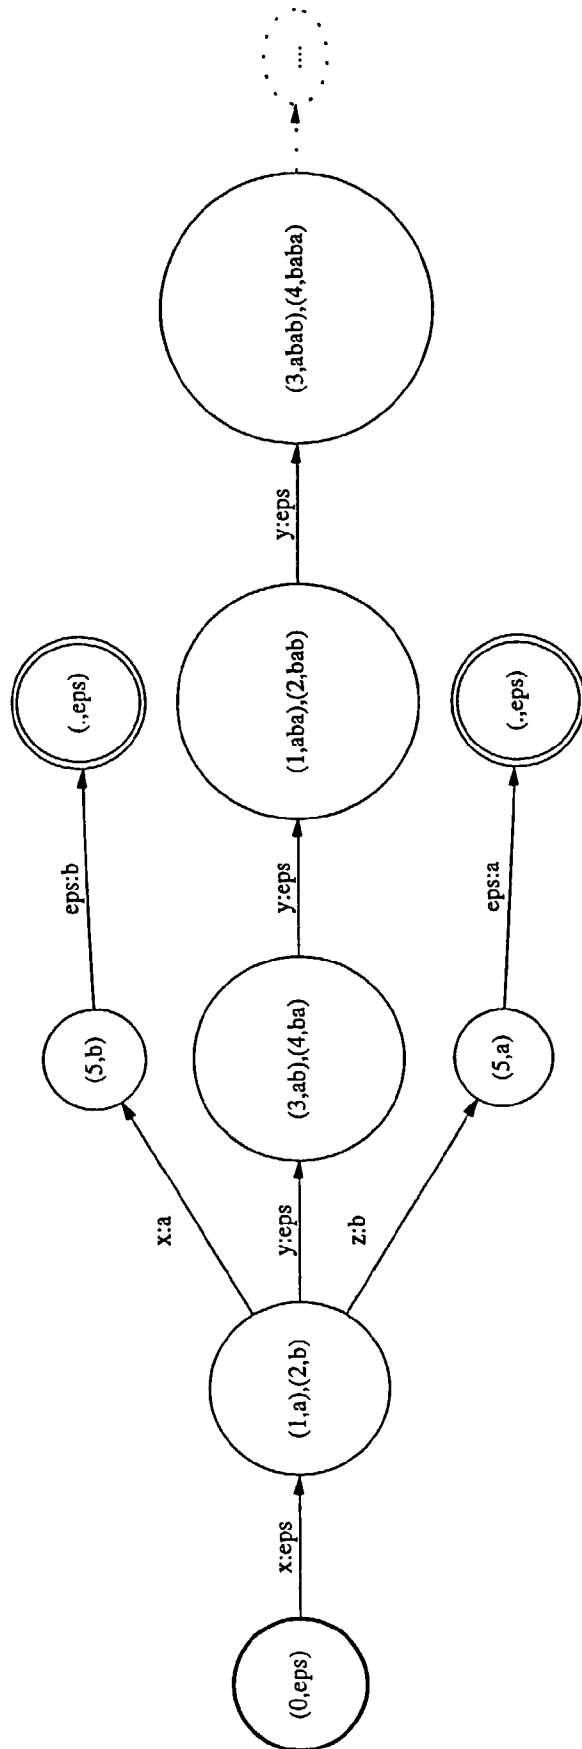 (0,eps)
x:eps
(1,a),(2,b)
x:a
y:eps
z:b
(5,b)
(3,ab),(4,ba)
(5,a)
eps:b
y:eps
eps:a
(.,eps)
(1,aba),(2,bab)
(.,eps)
y:eps
(3,abab),(4,baba)
....